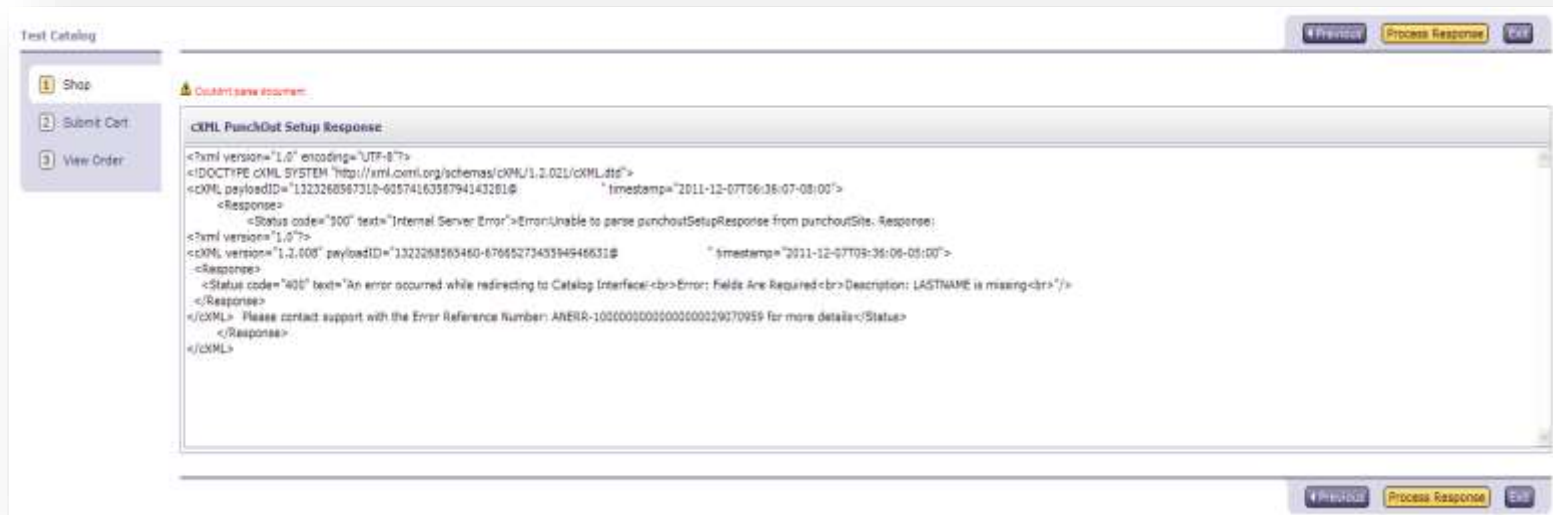 Test Catalog
Previous Process Response Exit
1 Shop
2 Submit Cart
3 View Order
Couldn't parse document
cXML PunchOut Setup Response
<?xml version="1.0" encoding="UTF-8"?>
<!DOCTYPE cXML SYSTEM "http://xml.cxml.org/schemas/cXML/1.2.021/cXML.dtd">
<cXML payloadID="1323268567310-6057416358794143281@ " timestamp="2011-12-07T06:36:07-08:00">
<Response>
<Status code="500" text="Internal Server Error">Error:Unable to parse punchoutSetupResponse from punchoutSite. Response:
<?xml version="1.0"?>
<cXML version="1.2.008" payloadID="1323268565460-6766527345594946631@ " timestamp="2011-12-07T09:36:06-05:00">
<Response>
<Status code="400" text="An error occurred while redirecting to Catalog Interface!<br>Error: Fields Are Required<br>Description: LASTNAME is missing<br>"/>
</Response>
</cXML> Please contact support with the Error Reference Number: ANERR-10000000000000000029070959 for more details</Status>
</Response>
</cXML>
Previous Process Response Exit